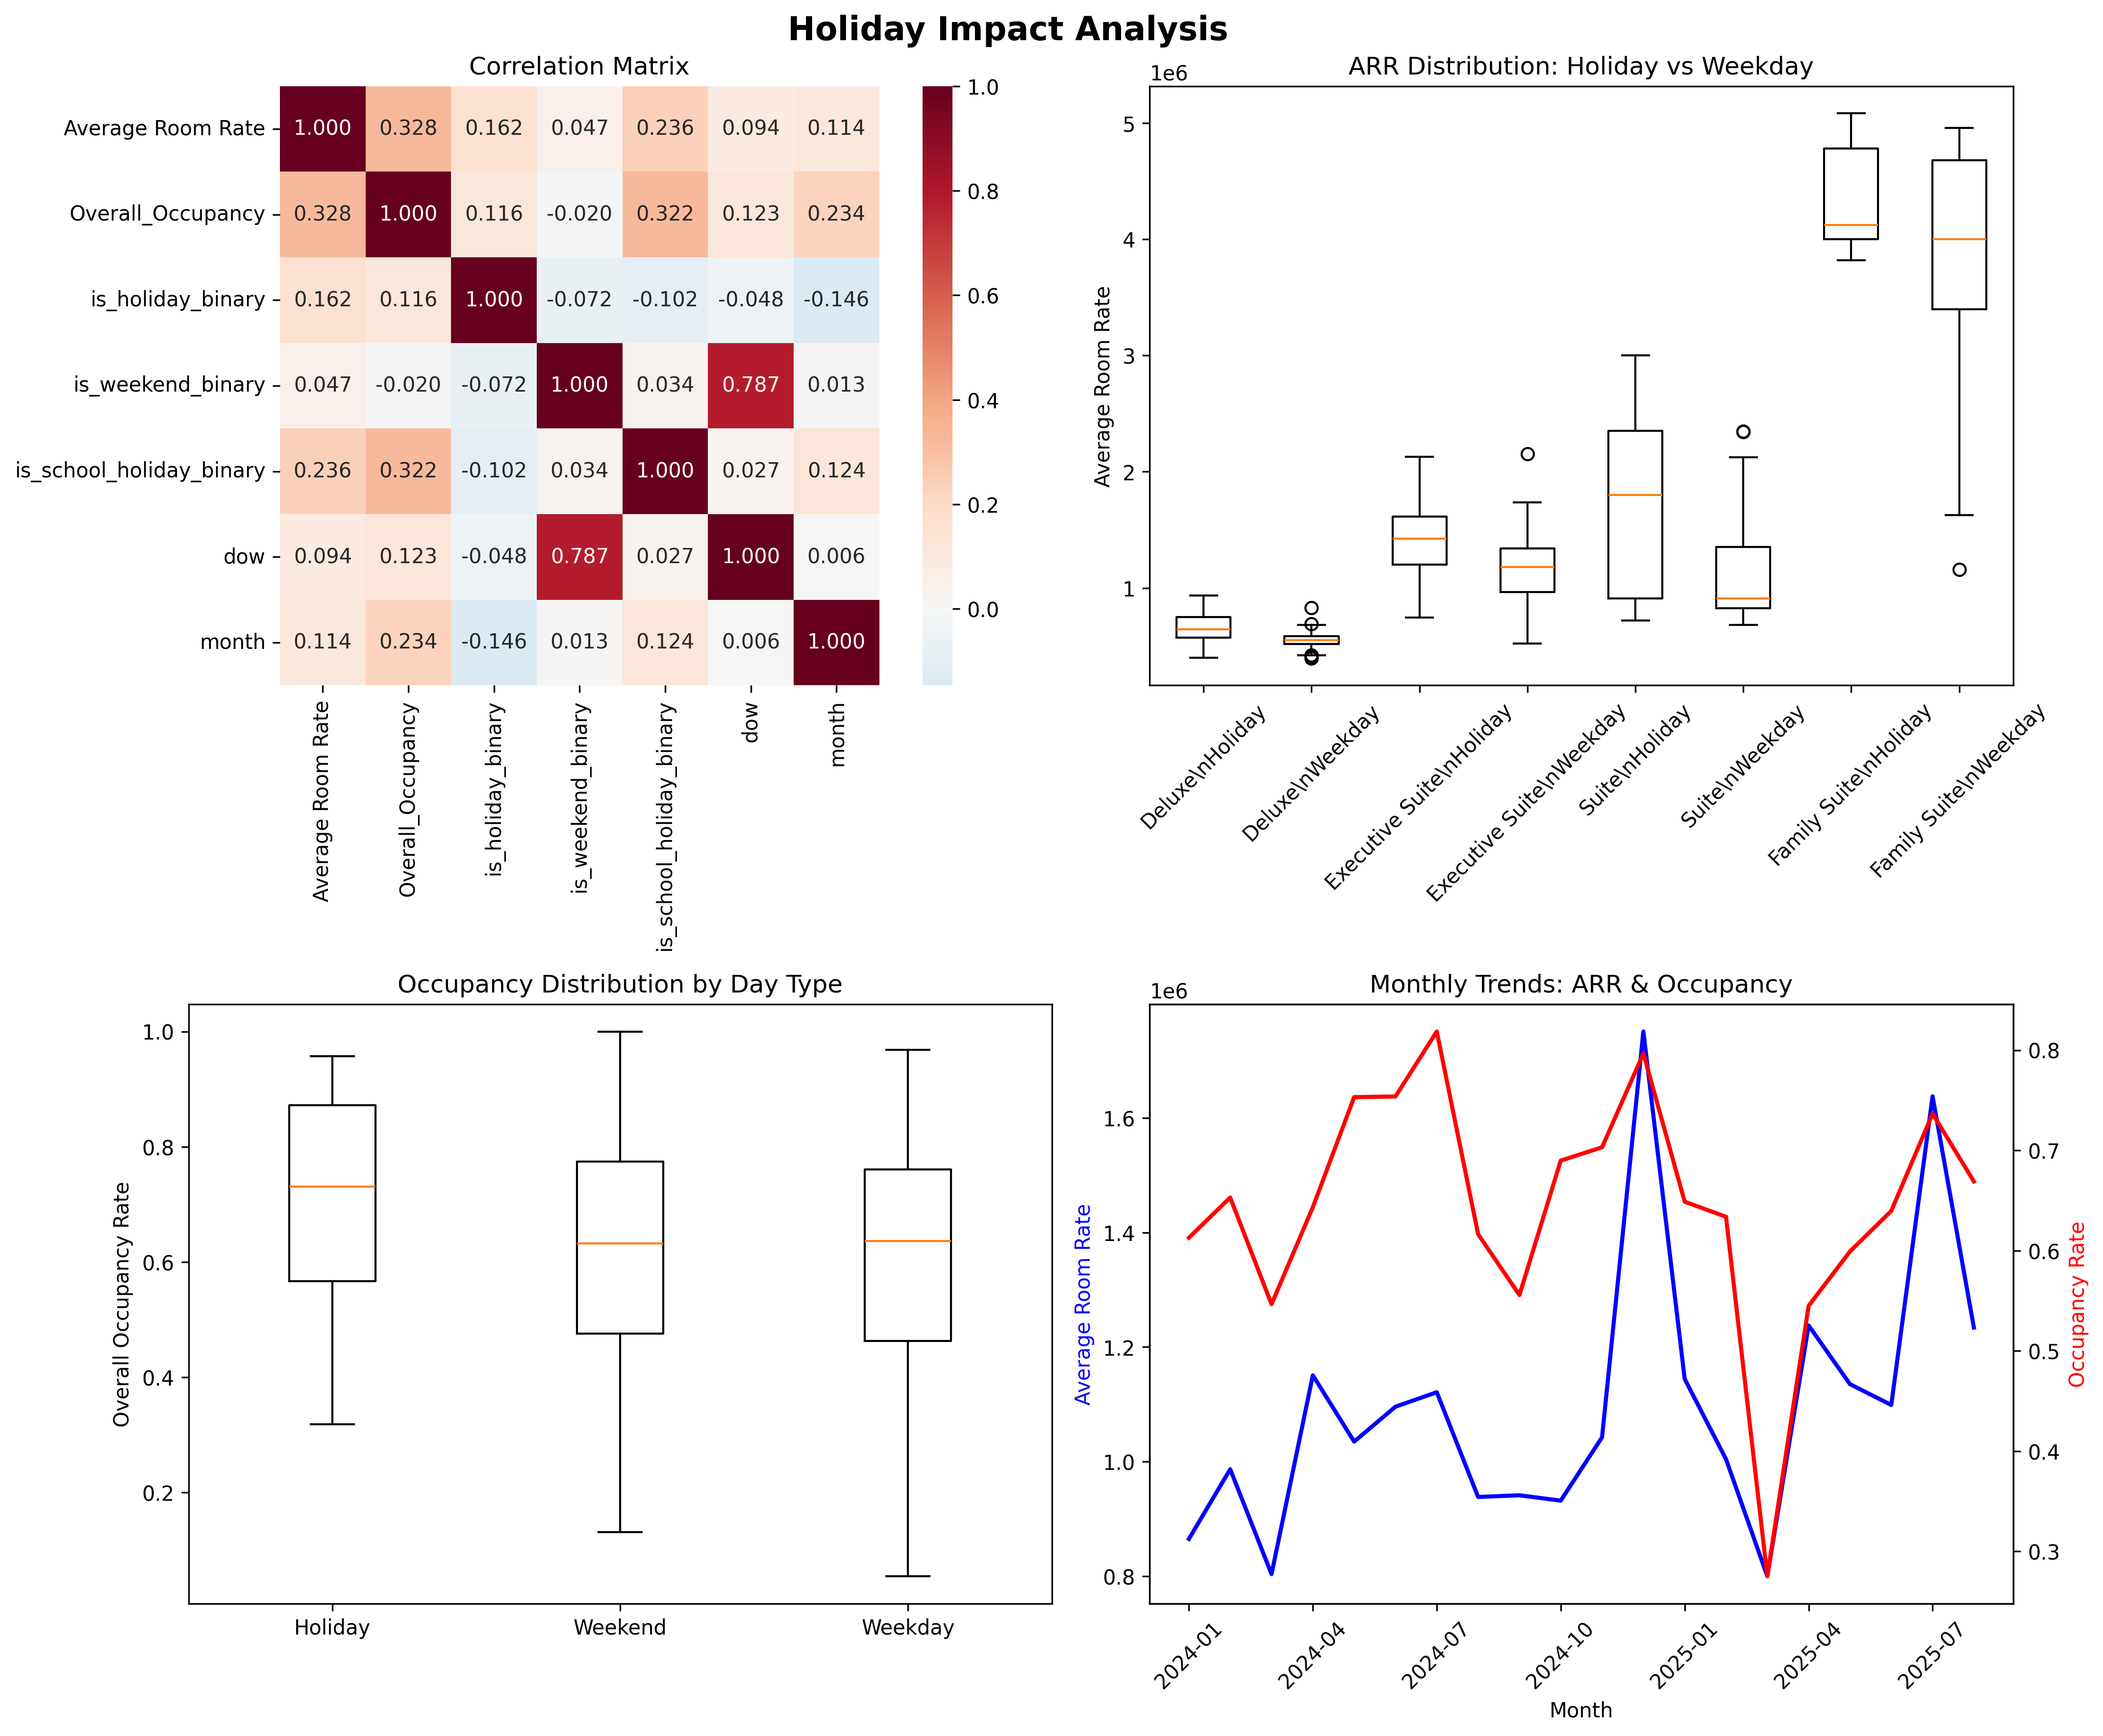 Holiday Impact Analysis
Correlation Matrix
Average Room Rate 1.000 0.328 0.162 0.047 0.236 0.094 0.114
Overall_Occupancy 0.328 1.000 0.116 -0.020 0.322 0.123 0.234
is_holiday_binary 0.162 0.116 1.000 -0.072 -0.102 -0.048 -0.146
is_weekend_binary 0.047 -0.020 -0.072 1.000 0.034 0.787 0.013
is_school_holiday_binary 0.236 0.322 -0.102 0.034 1.000 0.027 0.124
dow 0.094 0.123 -0.048 0.787 0.027 1.000 0.006
month 0.114 0.234 -0.146 0.013 0.124 0.006 1.000
Average Room Rate
Overall_Occupancy
is_holiday_binary
is_weekend_binary
is_school_holiday_binary
dow
month
1.0
0.8
0.6
0.4
0.2
0.0
ARR Distribution: Holiday vs Weekday
1e6
Average Room Rate
5
4
3
2
1
Deluxe\nHoliday
Deluxe\nWeekday
Executive Suite\nHoliday
Executive Suite\nWeekday
Suite\nHoliday
Suite\nWeekday
Family Suite\nHoliday
Family Suite\nWeekday
Occupancy Distribution by Day Type
Overall Occupancy Rate
1.0
0.8
0.6
0.4
0.2
Holiday
Weekend
Weekday
Monthly Trends: ARR & Occupancy
1e6
Average Room Rate
1.6
1.4
1.2
1.0
0.8
0.8
0.7
0.6
0.5
0.4
0.3
Occupancy Rate
2024-01
2024-04
2024-07
2024-10
2025-01
2025-04
2025-07
Month